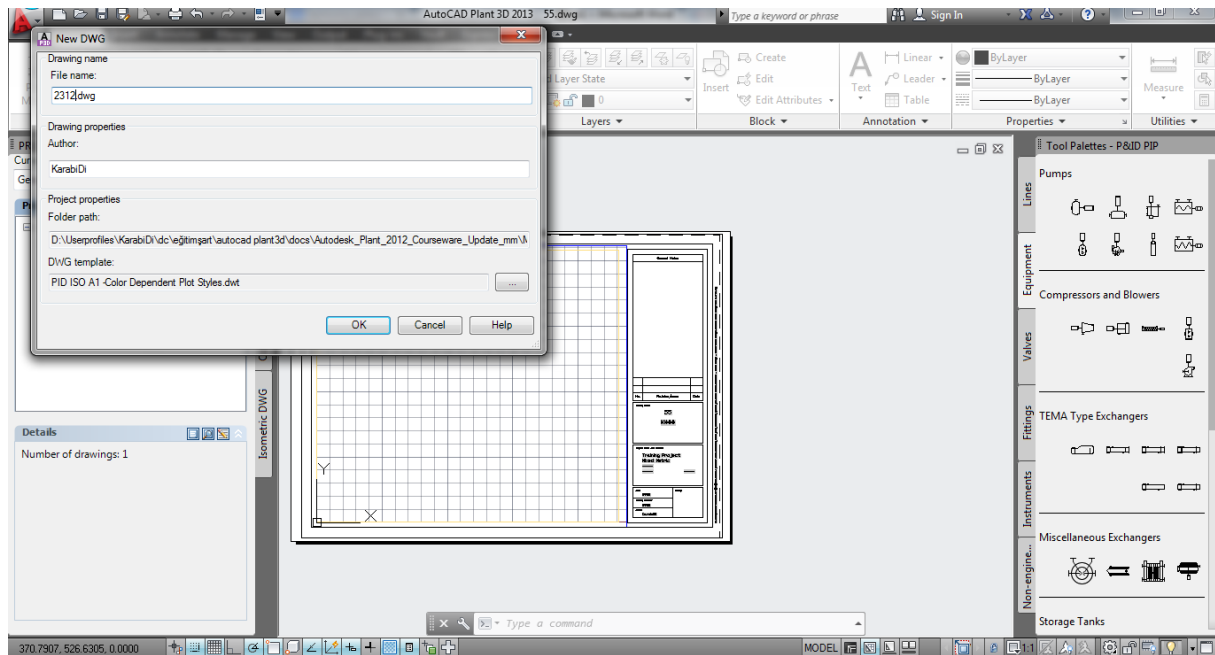 AutoCAD Plant 3D 2013 55.dwg
Type a keyword or phrase
Sign In
New DWG
Drawing name
File name:
2312.dwg
Drawing properties
Author:
KarabiDi
Project properties
Folder path:
D:\Userprofiles\KarabiDi\dc\eğitimşart\autocad plant3d\docs\Autodesk_Plant_2012_Courseware_Update_mm\M
DWG template:
PID ISO A1 -Color Dependent Plot Styles.dwt
...
OK Cancel Help
Layer State
0
Layers
Insert
Create
Edit
Edit Attributes
Block
Text
Linear
Leader
Table
Annotation
ByLayer
ByLayer
ByLayer
Properties
Measure
Utilities
Isometric DWG
Details
Number of drawings: 1
General Notes
No.
Date
Training Project
Y
X
Type a command
Tool Palettes - P&ID PIP
Lines
Equipment
Valves
Fittings
Instruments
Non-engine...
Pumps
Compressors and Blowers
TEMA Type Exchangers
Miscellaneous Exchangers
Storage Tanks
370.7907, 526.6305, 0.0000
MODEL
1:1